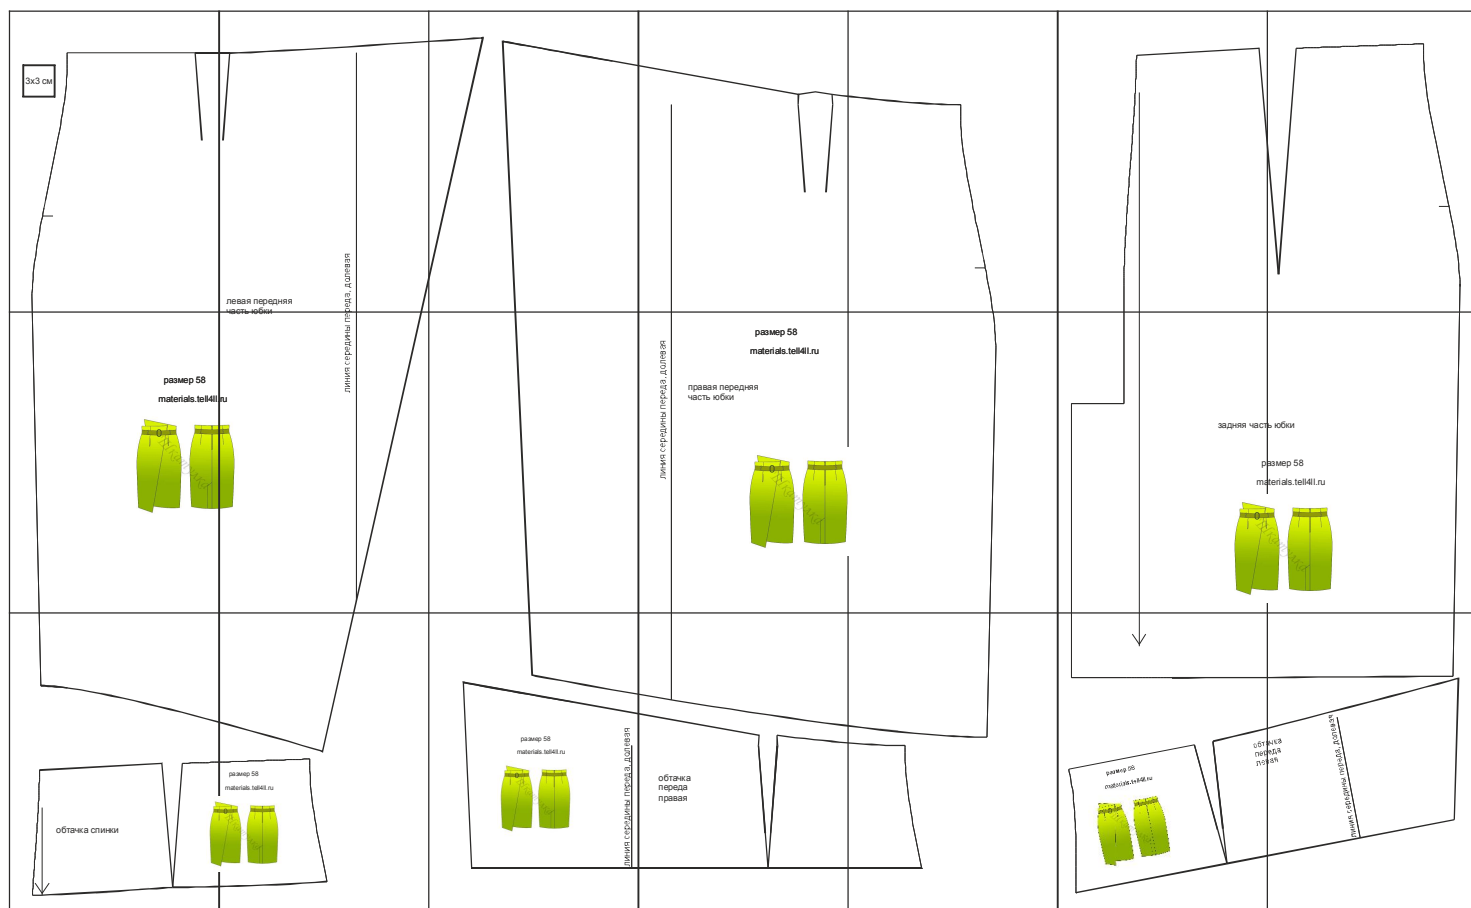 3x3 см
левая передняя
часть юбки
линия середины переда, долевая
размер 58
materials.tell4ll.ru
линия середины переда, долевая
размер 58
materials.tell4ll.ru
правая передняя
часть юбки
задняя часть юбки
размер 58
materials.tell4ll.ru
обтачка спинки
размер 58
materials.tell4ll.ru
размер 58
materials.tell4ll.ru
линия середины переда, долевая
обтачка
переда
правая
размер 58
materials.tell4ll.ru
обтачка
переда
левая
линия середины переда, долевая